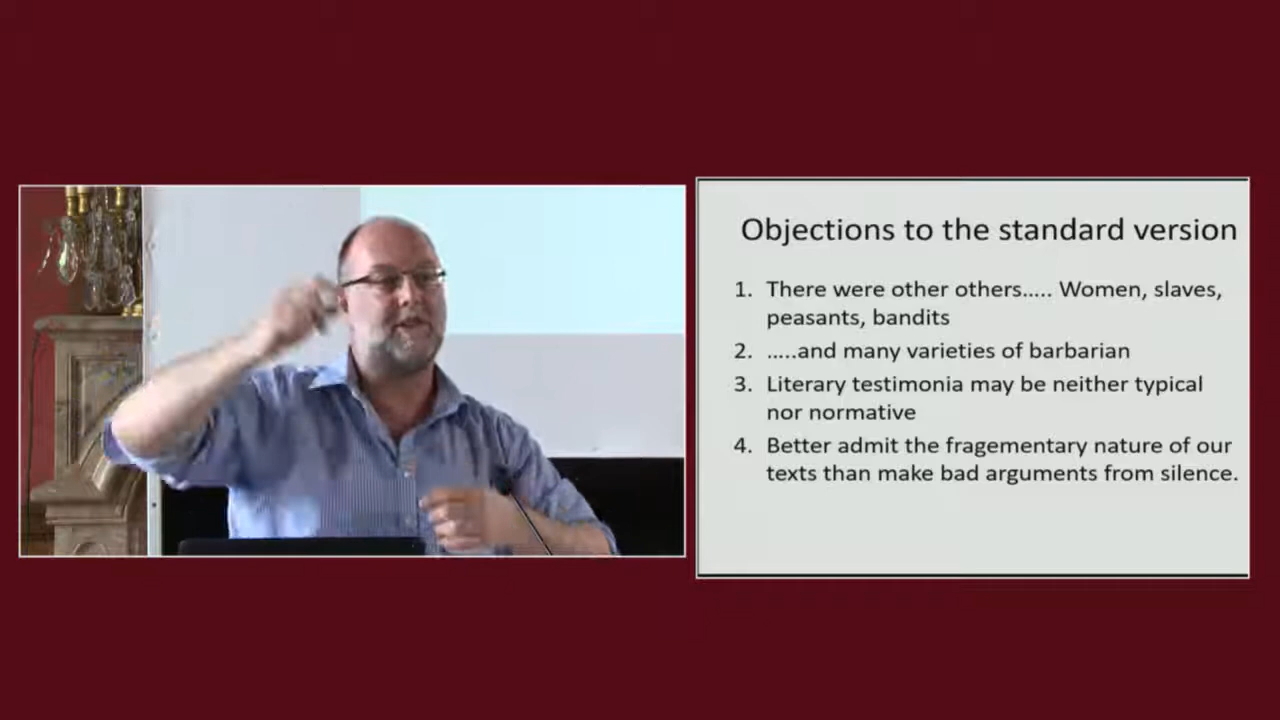 Objections to the standard version
1. There were other others..... Women, slaves,
peasants, bandits
2. .....and many varieties of barbarian
3. Literary testimonia may be neither typical
nor normative
4. Better admit the fragementary nature of our
texts than make bad arguments from silence.